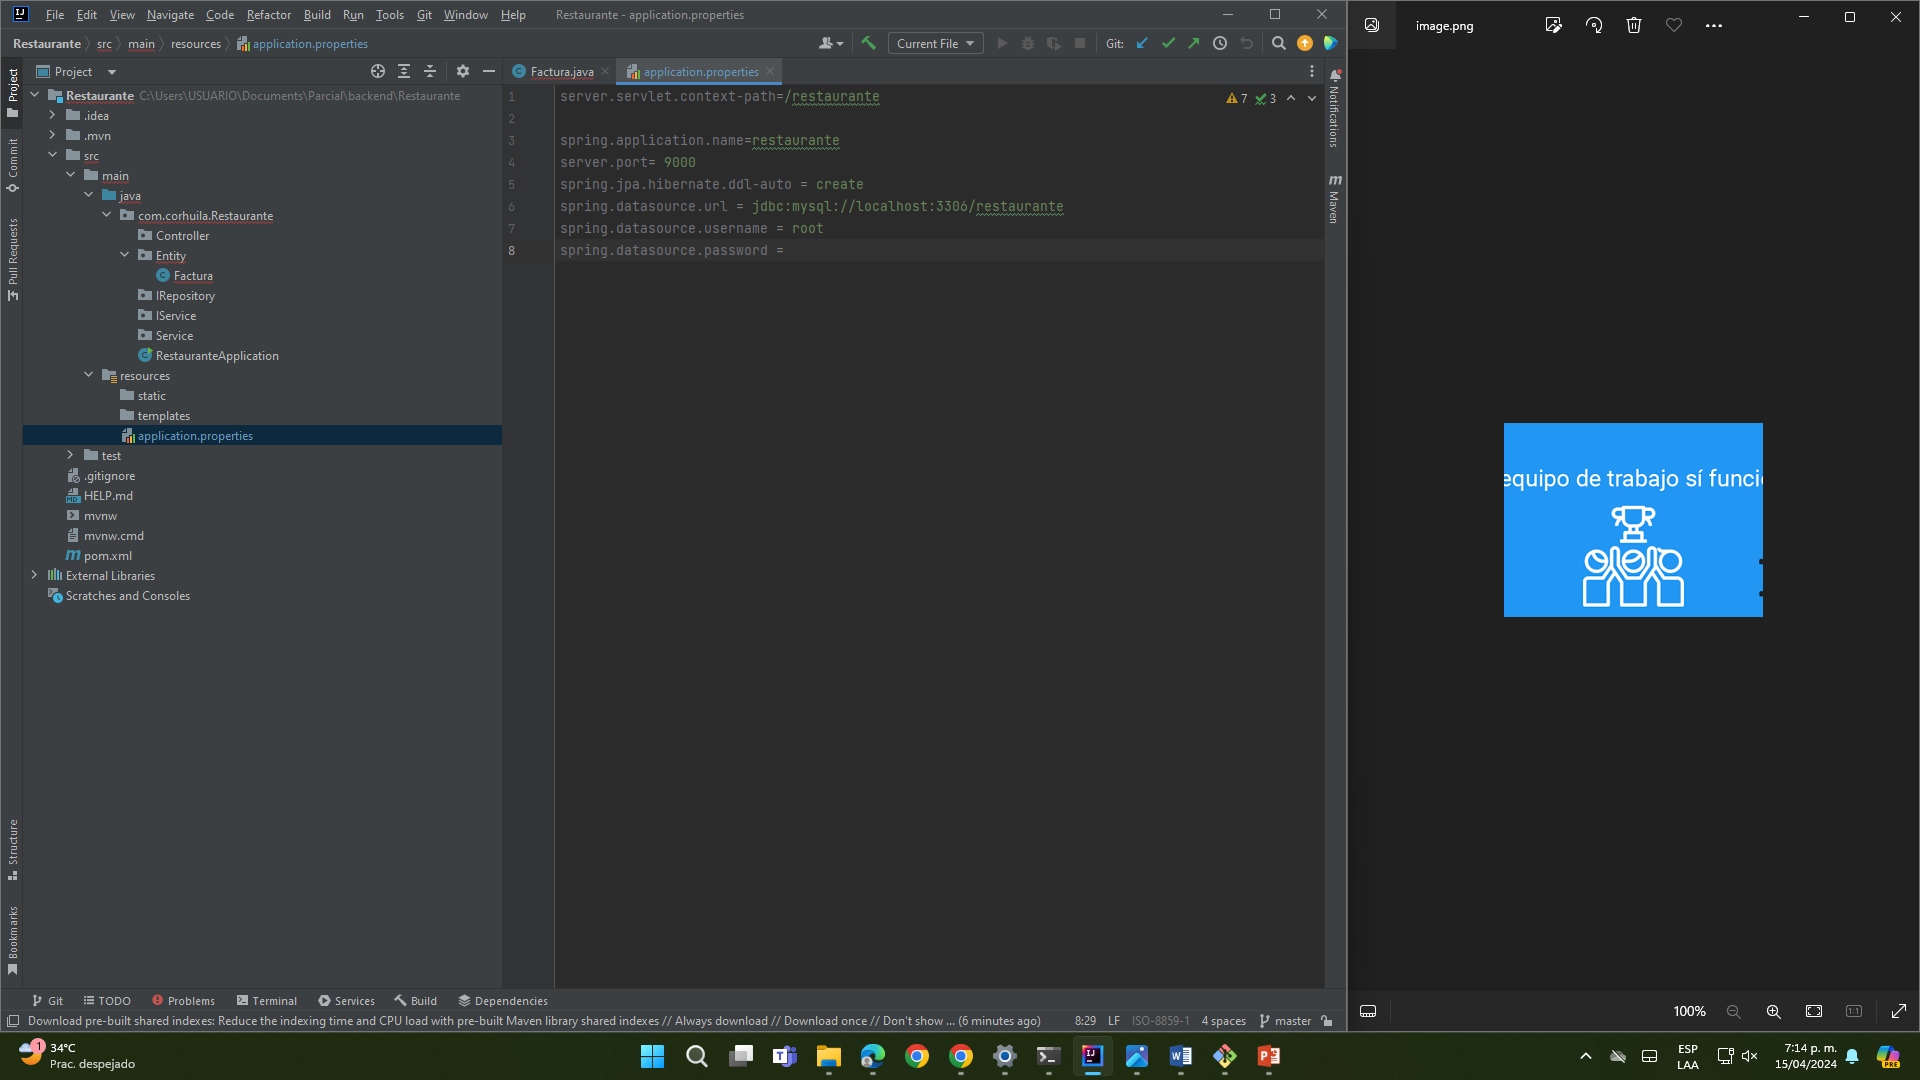 File Edit View Navigate Code Refactor Build Run Tools Git Window Help Restaurante - application.properties
Restaurante src main resources application.properties
Current File
Git:
Project
Factura.java
application.properties
Restaurante C:\Users\USUARIO\Documents\Parcial\backend\Restaurante
.idea
.mvn
src
main
java
com.corhuila.Restaurante
Controller
Entity
Factura
IRepository
IService
Service
RestauranteApplication
resources
static
templates
application.properties
test
.gitignore
HELP.md
mvnw
mvnw.cmd
pom.xml
External Libraries
Scratches and Consoles
1 server.servlet.context-path=/restaurante
2
3 spring.application.name=restaurante
4 server.port= 9000
5 spring.jpa.hibernate.ddl-auto = create
6 spring.datasource.url = jdbc:mysql://localhost:3306/restaurante
7 spring.datasource.username = root
8 spring.datasource.password =
7 3
Project
Commit
Pull Requests
Structure
Bookmarks
Notifications
Maven
Git TODO Problems Terminal Services Build Dependencies
Download pre-built shared indexes: Reduce the indexing time and CPU load with pre-built Maven library shared indexes // Always download // Download once // Don't show ... (6 minutes ago)
8:29 LF ISO-8859-1 4 spaces master
image.png
equipo de trabajo sí funci
100%
1:1
1
34°C
Prac. despejado
ESP
LAA
7:14 p. m.
15/04/2024
PRE